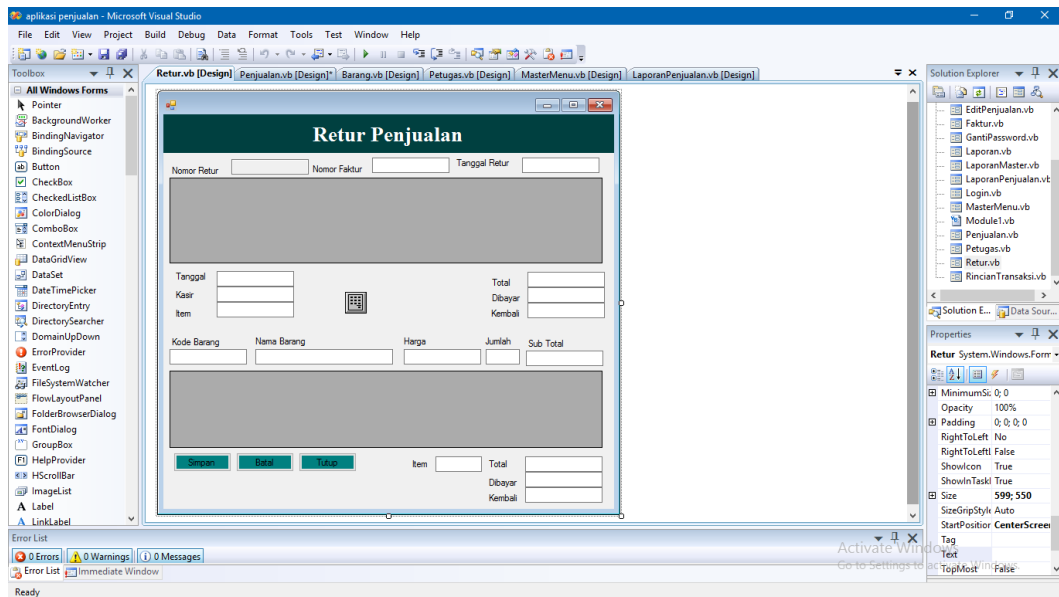 aplikasi penjualan - Microsoft Visual Studio
File Edit View Project Build Debug Data Format Tools Test Window Help
Toolbox
All Windows Forms
Pointer
BackgroundWorker
BindingNavigator
BindingSource
Button
CheckBox
CheckedListBox
ColorDialog
ComboBox
ContextMenuStrip
DataGridView
DataSet
DateTimePicker
DirectoryEntry
DirectorySearcher
DomainUpDown
ErrorProvider
EventLog
FileSystemWatcher
FlowLayoutPanel
FolderBrowserDialog
FontDialog
GroupBox
HelpProvider
HScrollBar
ImageList
Label
LinkLabel
Retur.vb [Design] Penjualan.vb [Design]* Barang.vb [Design] Petugas.vb [Design] MasterMenu.vb [Design] LaporanPenjualan.vb [Design]
Retur Penjualan
Nomor Retur Nomor Faktur Tanggal Retur
Tanggal Total
Kasir Dibayar
Item Kembali
Kode Barang Nama Barang Harga Jumlah Sub Total
Simpan Batal Tutup Item Total
Dibayar
Kembali
Solution Explorer
EditPenjualan.vb
Faktur.vb
GantiPassword.vb
Laporan.vb
LaporanMaster.vb
LaporanPenjualan.vb
Login.vb
MasterMenu.vb
Module1.vb
Penjualan.vb
Petugas.vb
Retur.vb
RincianTransaksi.vb
Solution E... Data Sour...
Properties
Retur System.Windows.Form
MinimumSi 0; 0
Opacity 100%
Padding 0; 0; 0; 0
RightToLeft No
RightToLeftL False
ShowIcon True
ShowInTaskl True
Size 599; 550
SizeGripStyle Auto
StartPosition CenterScreen
Tag
Text
TopMost False
Error List
0 Errors 0 Warnings 0 Messages
Error List Immediate Window
Activate Windows
Go to Settings to activate Windows.
Ready